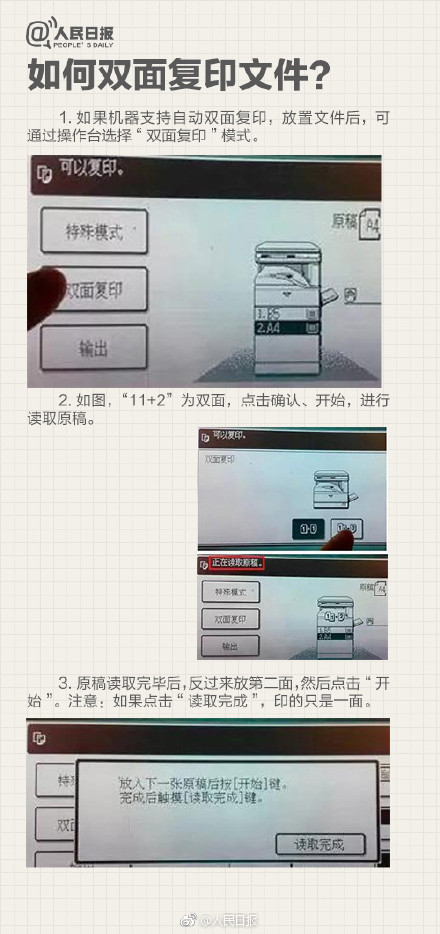 @人民日报
PEOPLE'S DAILY
如何双面复印文件?
1. 如果机器支持自动双面复印，放置文件后，可
通过操作台选择“双面复印”模式。
可以复印。
特殊模式
原稿 A4
双面复印
1.B5
2.A4
输出
2. 如图，“11+2”为双面，点击确认、开始，进行
读取原稿。
可以复印。
双面复印
正在读取原稿。
特殊模式
原稿 A4
双面复印
1.B5
2.A4
输出
3. 原稿读取完毕后，反过来放第二面，然后点击“开
始”。注意：如果点击“读取完成”，印的只是一面。
特殊
放入下一张原稿后按[开始]键。
完成后触摸[读取完成]键。
双面
读取完成
@人民日报